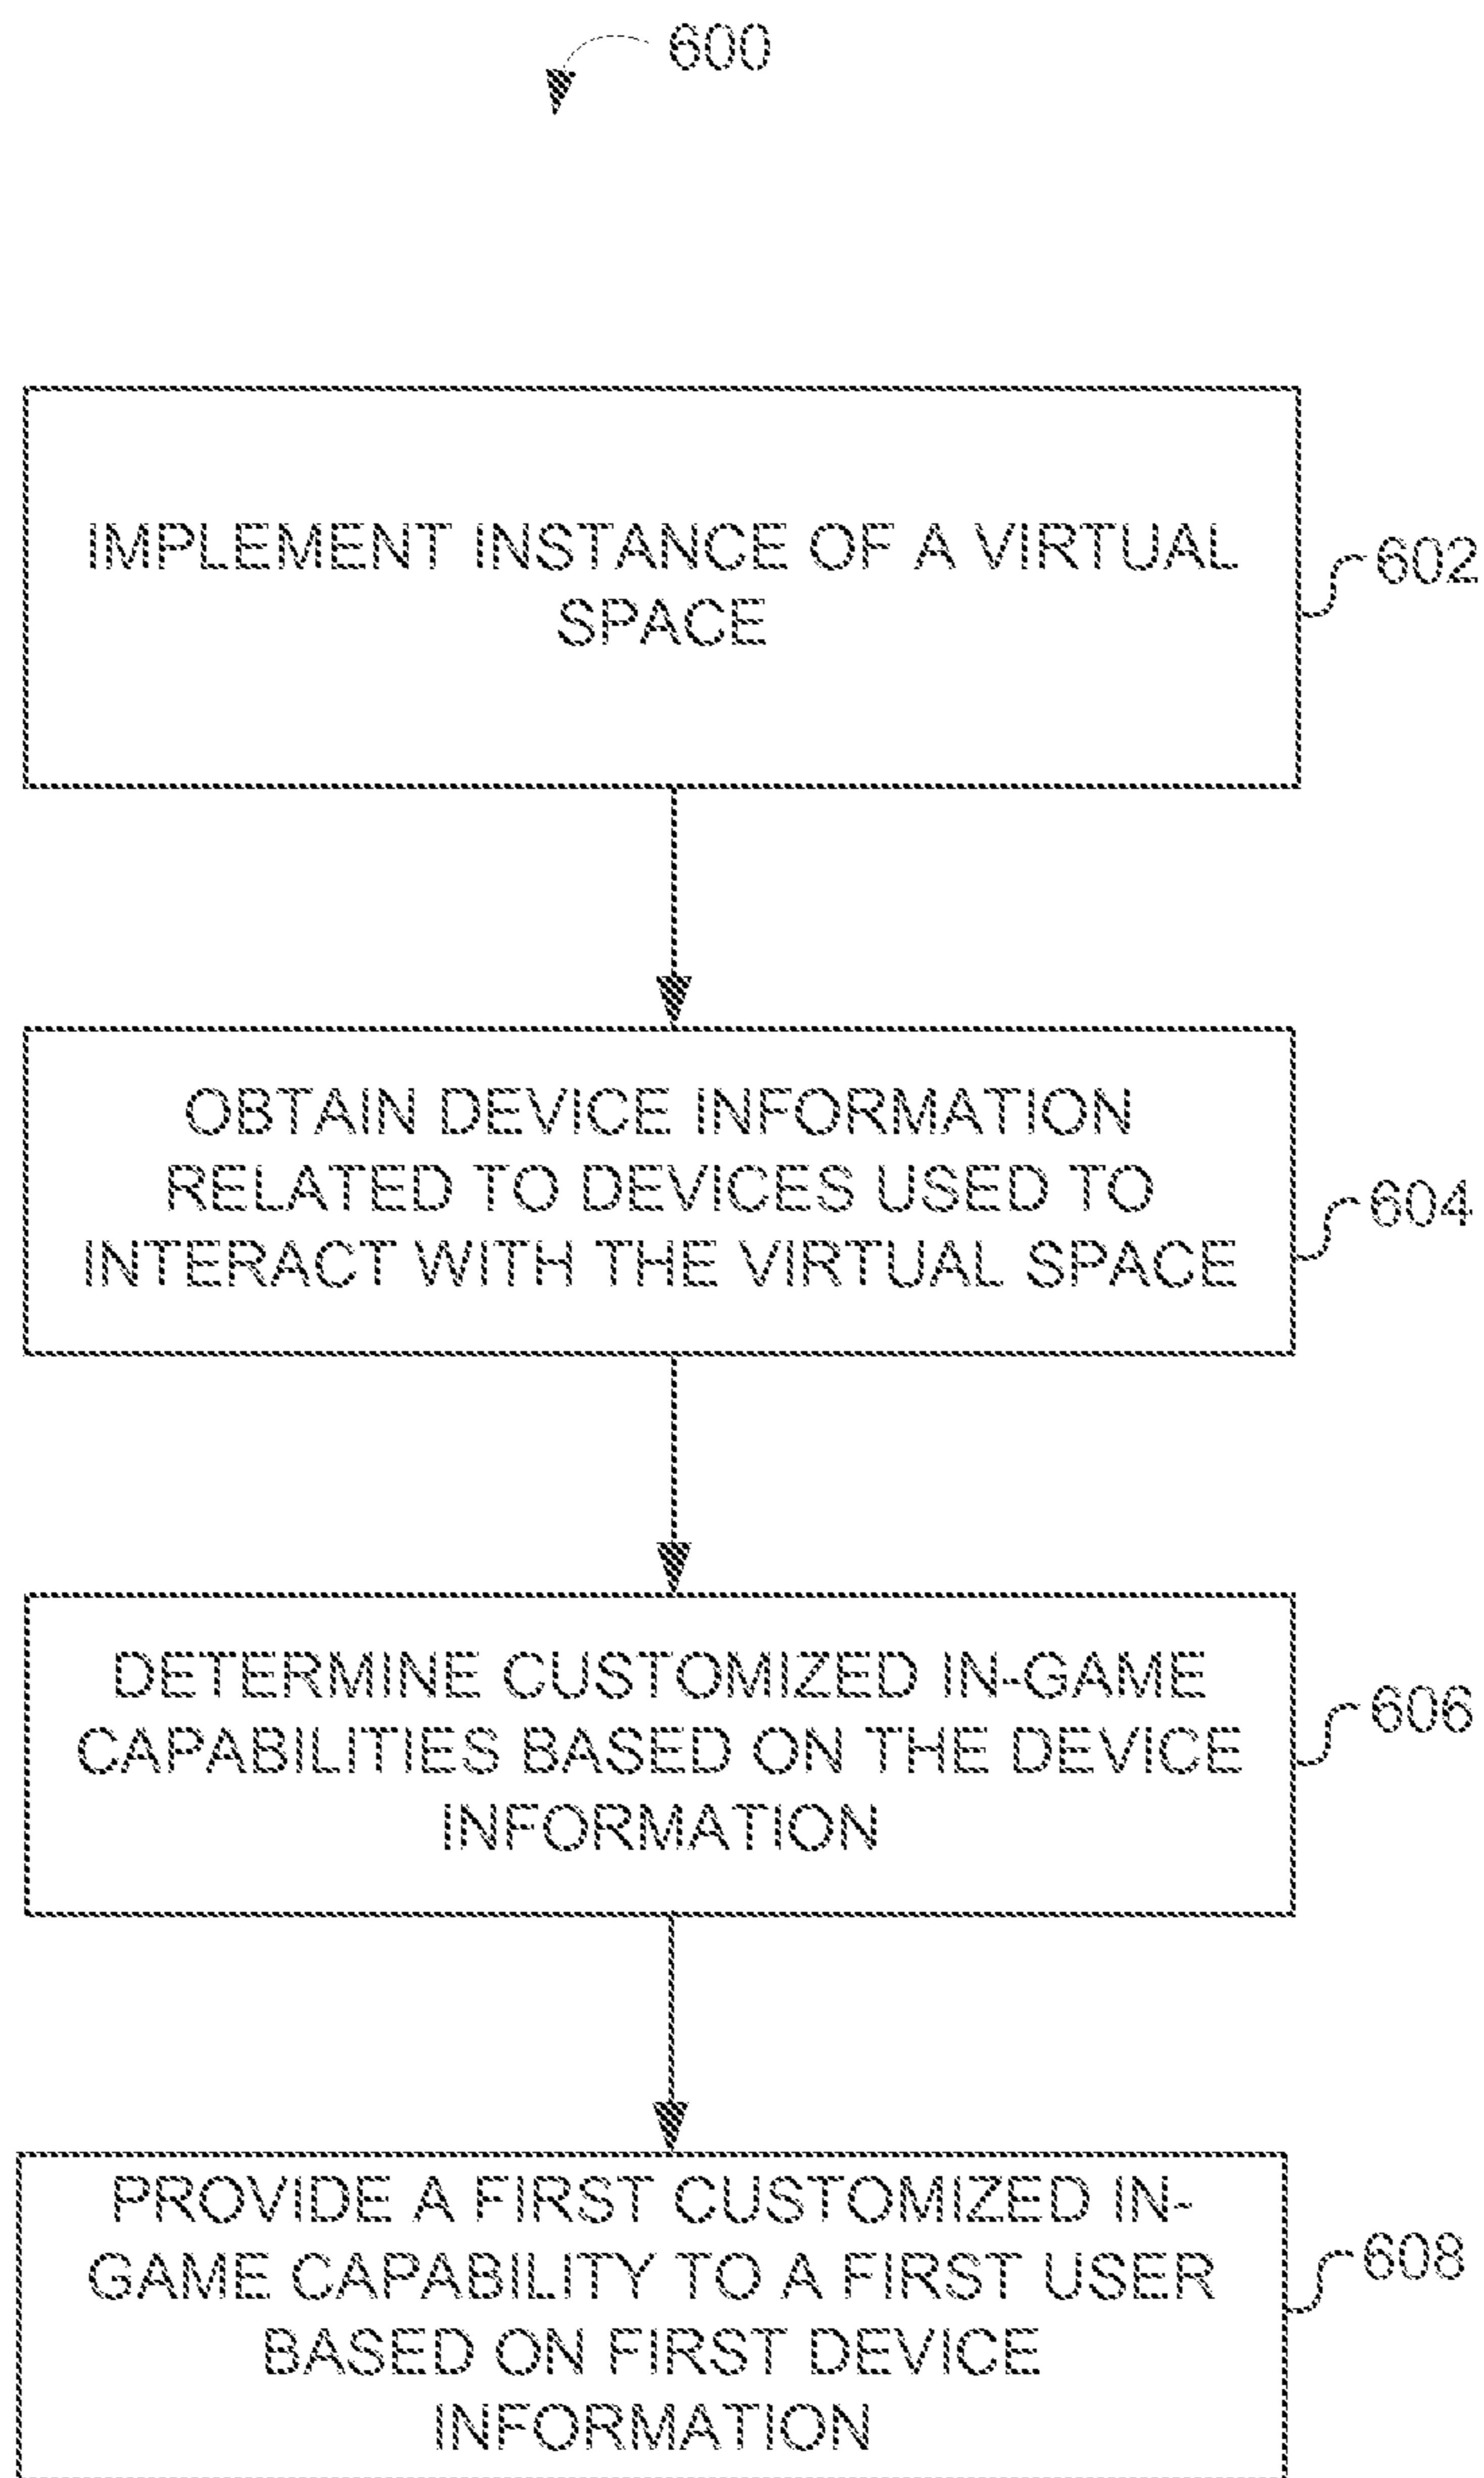 600
IMPLEMENT INSTANCE OF A VIRTUAL
SPACE
602
OBTAIN DEVICE INFORMATION
RELATED TO DEVICES USED TO
INTERACT WITH THE VIRTUAL SPACE
604
DETERMINE CUSTOMIZED IN-GAME
CAPABILITIES BASED ON THE DEVICE
INFORMATION
606
PROVIDE A FIRST CUSTOMIZED IN-
GAME CAPABILITY TO A FIRST USER
BASED ON FIRST DEVICE
INFORMATION
608